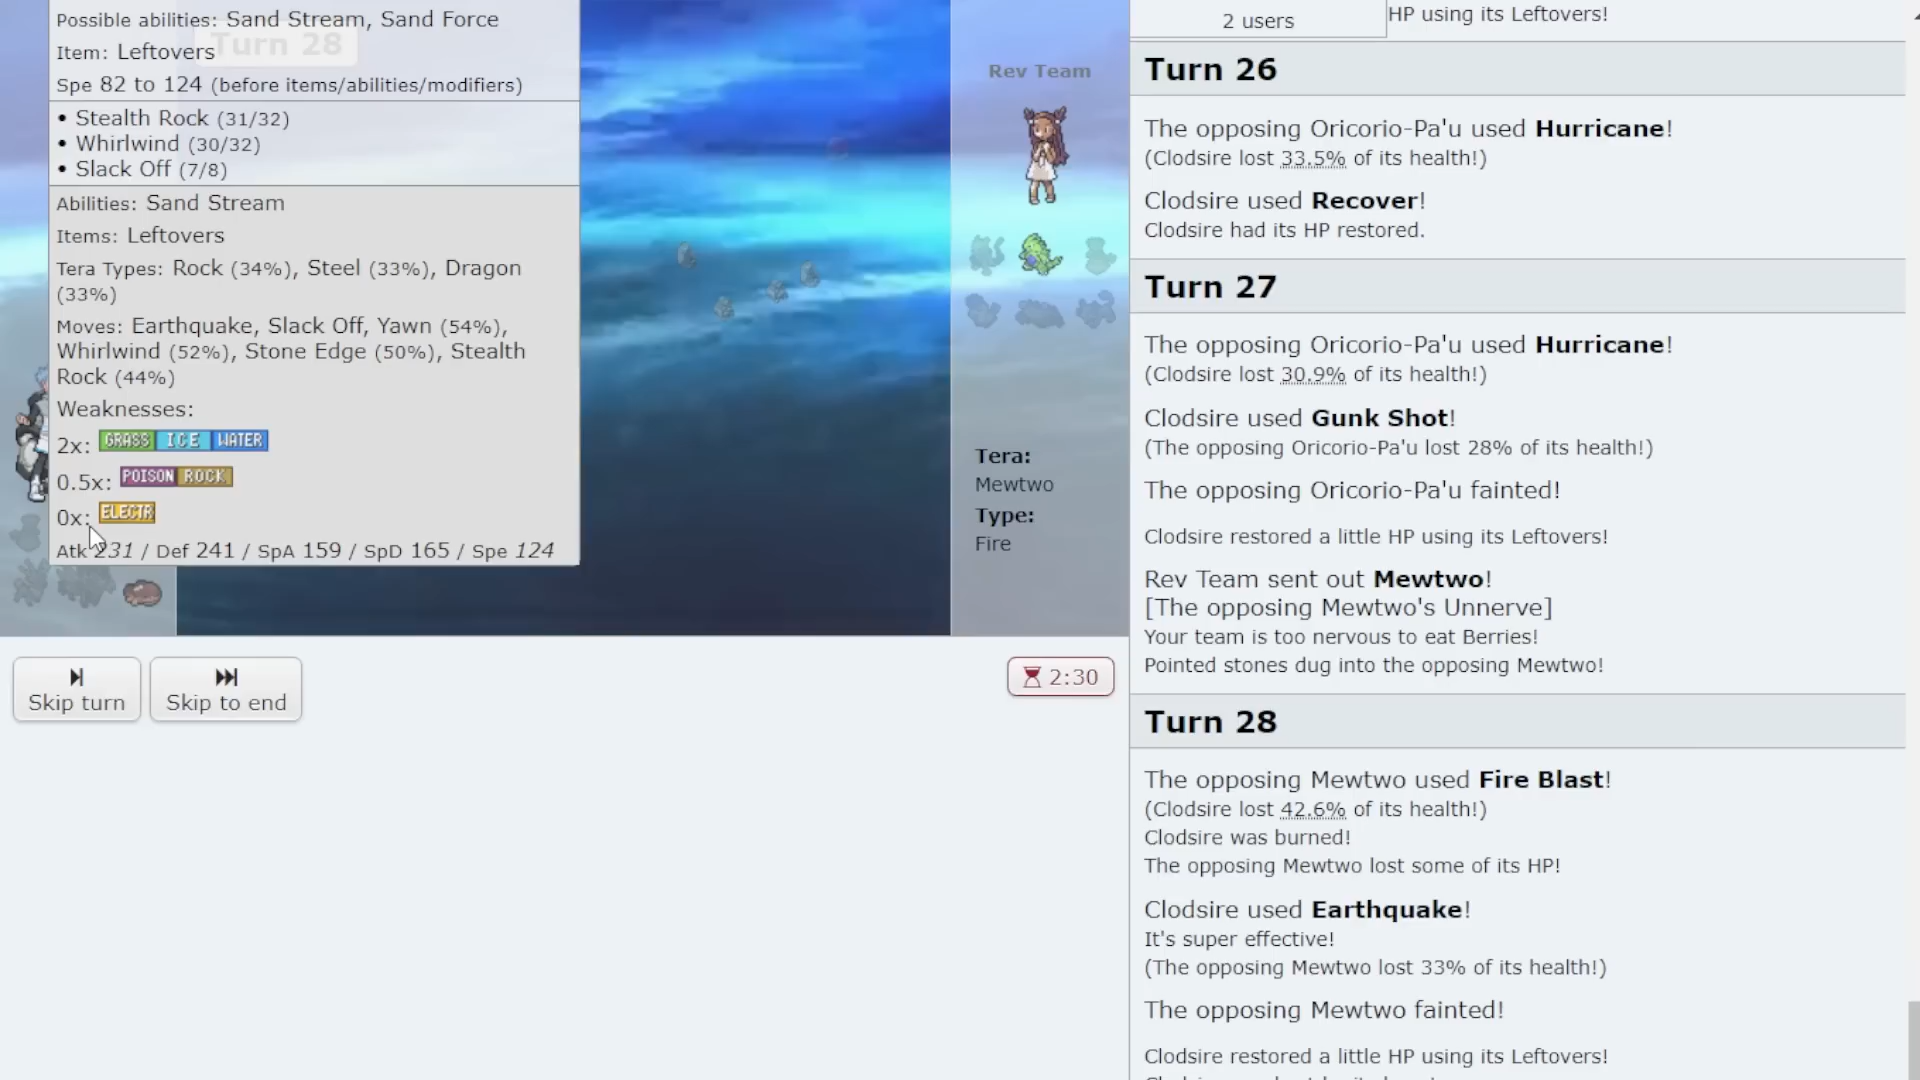 Possible abilities: Sand Stream, Sand Force
Turn 28
Item: Leftovers
Spe 82 to 124 (before items/abilities/modifiers)
• Stealth Rock (31/32)
• Whirlwind (30/32)
• Slack Off (7/8)
Abilities: Sand Stream
Items: Leftovers
Tera Types: Rock (34%), Steel (33%), Dragon
(33%)
Moves: Earthquake, Slack Off, Yawn (54%),
Whirlwind (52%), Stone Edge (50%), Stealth
Rock (44%)
Weaknesses:
2x: GRASS ICE WATER
0.5x: POISON ROCK
0x: ELECTR
Atk 231 / Def 241 / SpA 159 / SpD 165 / Spe 124
Rev Team
Tera:
Mewtwo
Type:
Fire
Skip turn
Skip to end
2:30
2 users
HP using its Leftovers!
Turn 26
The opposing Oricorio-Pa'u used Hurricane!
(Clodsire lost 33.5% of its health!)
Clodsire used Recover!
Clodsire had its HP restored.
Turn 27
The opposing Oricorio-Pa'u used Hurricane!
(Clodsire lost 30.9% of its health!)
Clodsire used Gunk Shot!
(The opposing Oricorio-Pa'u lost 28% of its health!)
The opposing Oricorio-Pa'u fainted!
Clodsire restored a little HP using its Leftovers!
Rev Team sent out Mewtwo!
[The opposing Mewtwo's Unnerve]
Your team is too nervous to eat Berries!
Pointed stones dug into the opposing Mewtwo!
Turn 28
The opposing Mewtwo used Fire Blast!
(Clodsire lost 42.6% of its health!)
Clodsire was burned!
The opposing Mewtwo lost some of its HP!
Clodsire used Earthquake!
It's super effective!
(The opposing Mewtwo lost 33% of its health!)
The opposing Mewtwo fainted!
Clodsire restored a little HP using its Leftovers!